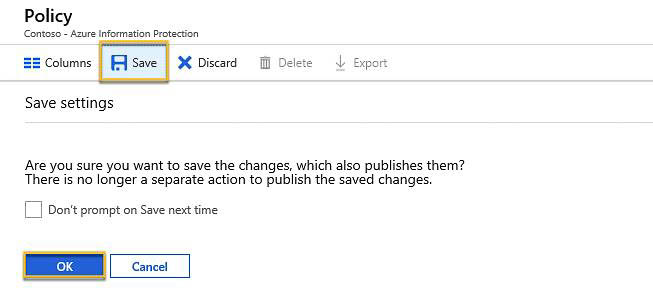 Policy
Contoso - Azure Information Protection
Columns Save Discard Delete Export
Save settings
Are you sure you want to save the changes, which also publishes them?
There is no longer a separate action to publish the saved changes.
Don't prompt on Save next time
OK Cancel